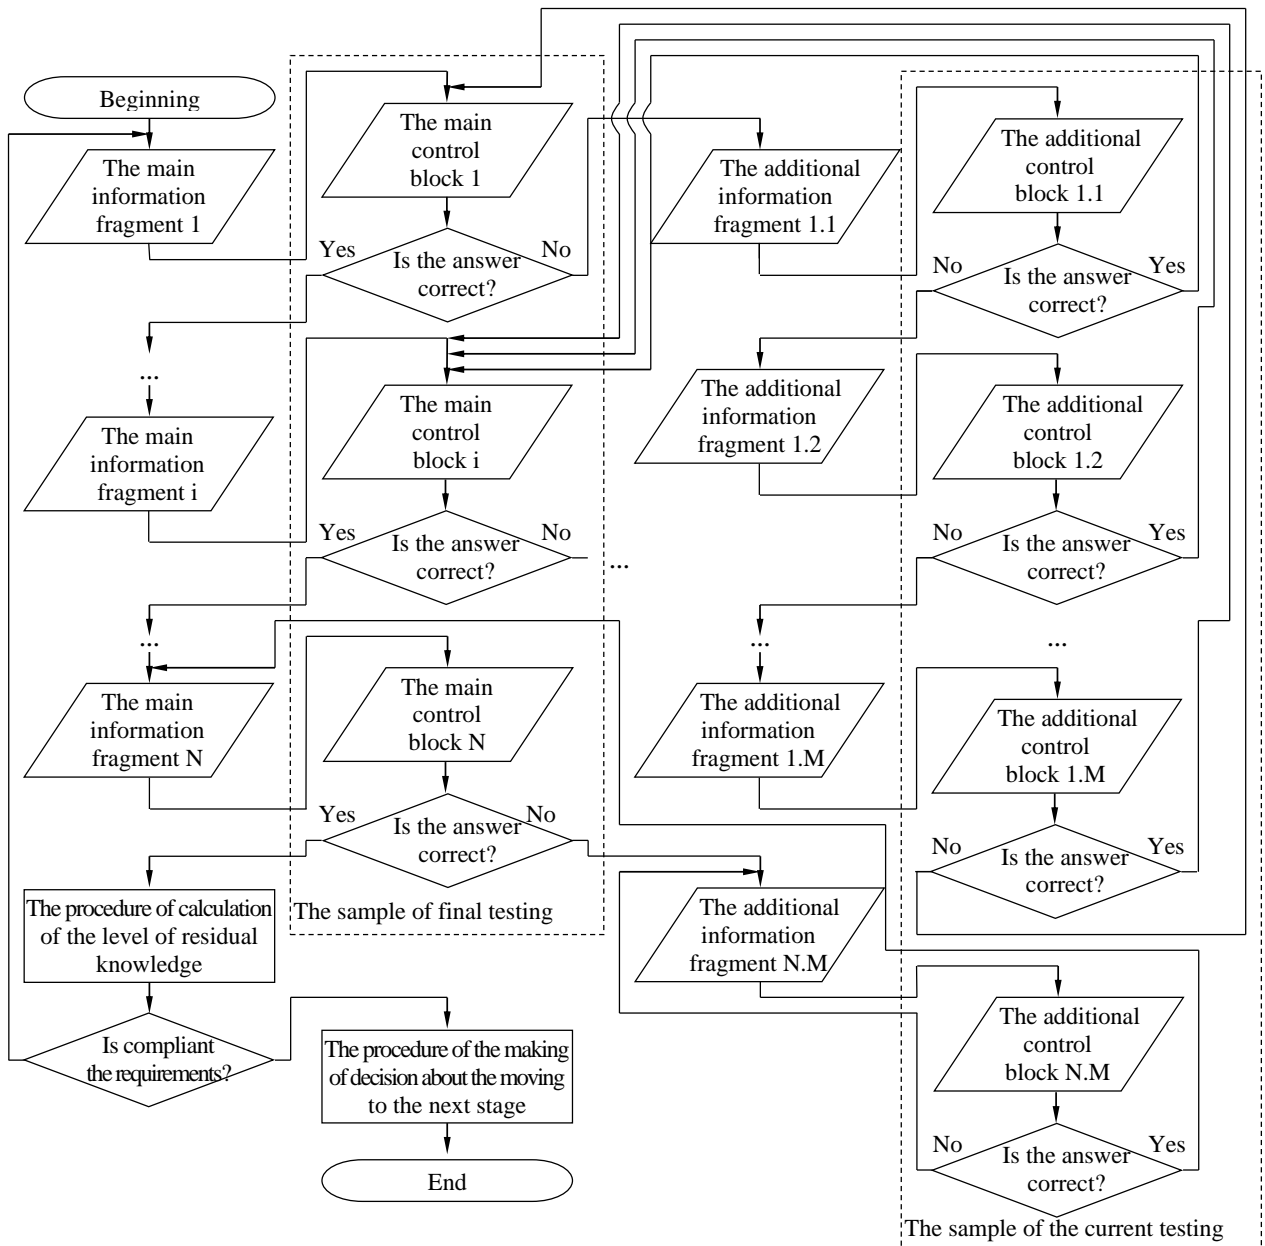 Beginning
The main
information
fragment 1
The main
control
block 1
Yes
No
Is the answer
correct?
The additional
information
fragment 1.1
The additional
control
block 1.1
No
Yes
Is the answer
correct?
...
The main
information
fragment i
The main
control
block i
Yes
No
Is the answer
correct?
...
The additional
information
fragment 1.2
The additional
control
block 1.2
No
Yes
Is the answer
correct?
...
The main
information
fragment N
The main
control
block N
Yes
No
Is the answer
correct?
...
The additional
information
fragment 1.M
...
The additional
control
block 1.M
No
Yes
Is the answer
correct?
The procedure of calculation
of the level of residual
knowledge
The sample of final testing
The additional
information
fragment N.M
Is compliant
the requirements?
The procedure of the making
of decision about the moving
to the next stage
End
The additional
control
block N.M
No
Yes
Is the answer
correct?
The sample of the current testing